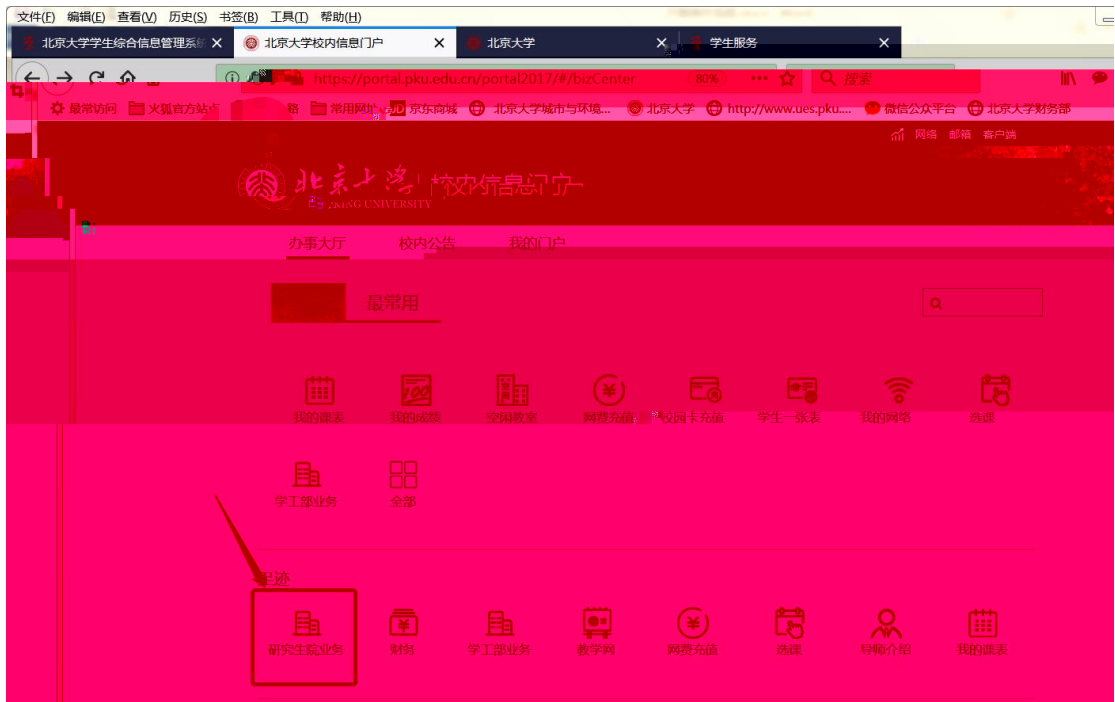 文件(F) 编辑(E) 查看(V) 历史(S) 书签(B) 工具(T) 帮助(H)
北京大学学生综合信息管理系统 北京大学校内信息门户 北京大学 学生服务
https://portal.pku.edu.cn/portal2017/#/bizCenter 80% 搜索
最常访问 火狐官方站点 常用网址 JD 京东商城 北京大学城市与环境... 北京大学 http://www.ues.pku.... 微信公众平台 北京大学财务部
网络 邮箱 客户端
北京大学 校内信息门户
UNIVERSITY
办事大厅 校内公告 我的门户
最常用
我的课表 我的成绩 空闲教室 网费充值 校园卡充值 学生一张表 我的网络 选课
学工部业务 全部
足迹
研究生院业务 财务 学工部业务 教学网 网费充值 选课 导师介绍 我的课表